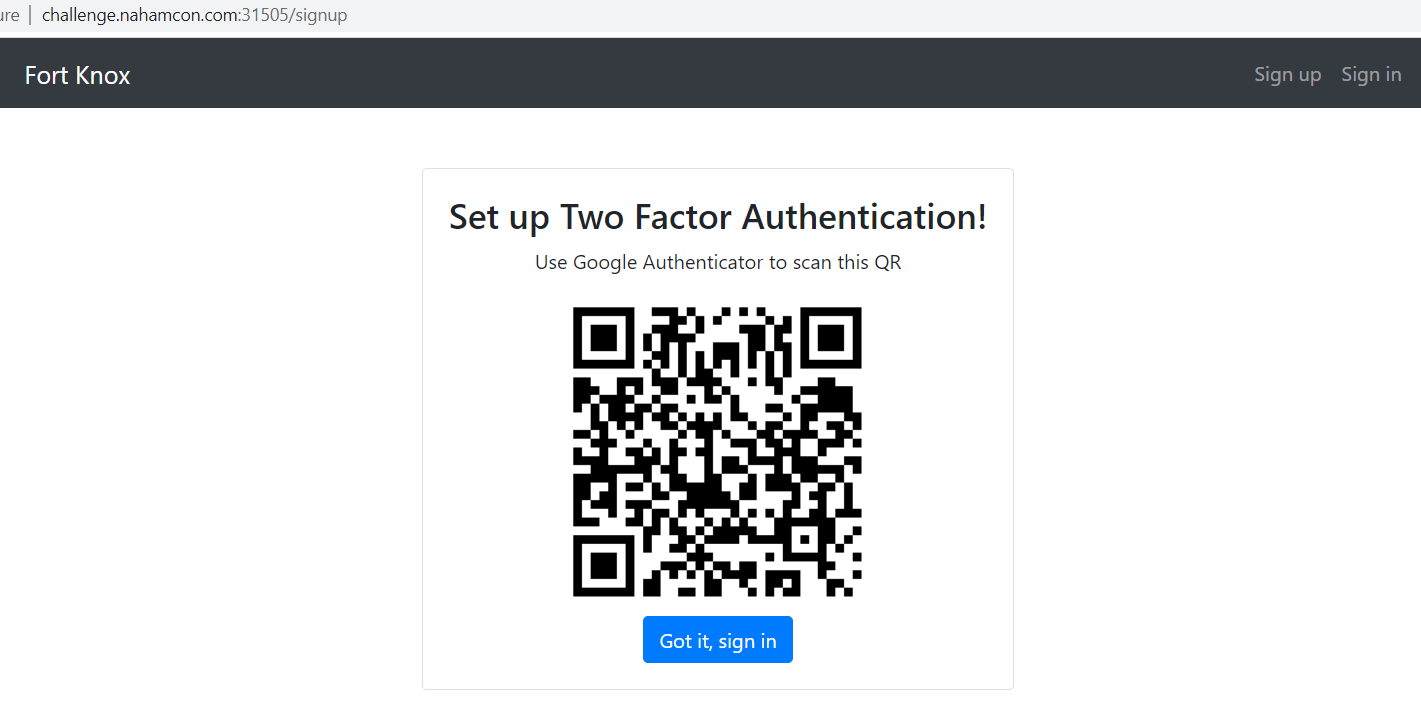 challenge.nahamcon.com:31505/signup
Fort Knox
Sign up Sign in
Set up Two Factor Authentication!
Use Google Authenticator to scan this QR
Got it, sign in